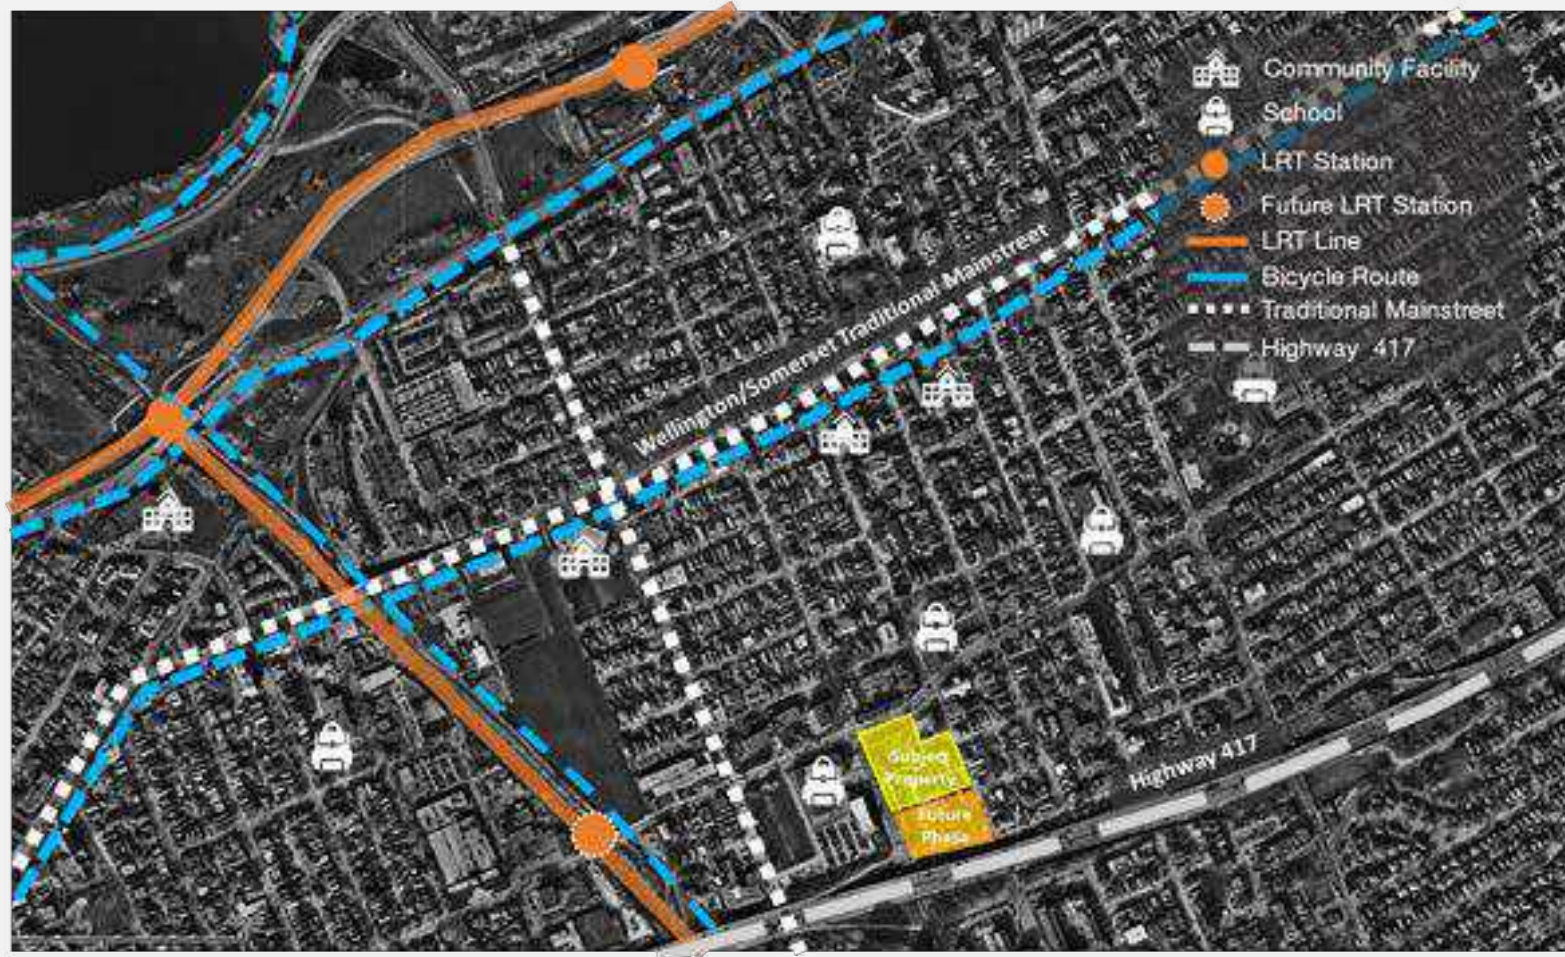 Community Facility
School
LRT Station
Future LRT Station
LRT Line
Bicycle Route
Traditional Mainstreet
Highway 417
Wellington/Somerset Traditional Mainstreet
Subject
Property
Future
Phase
Highway 417